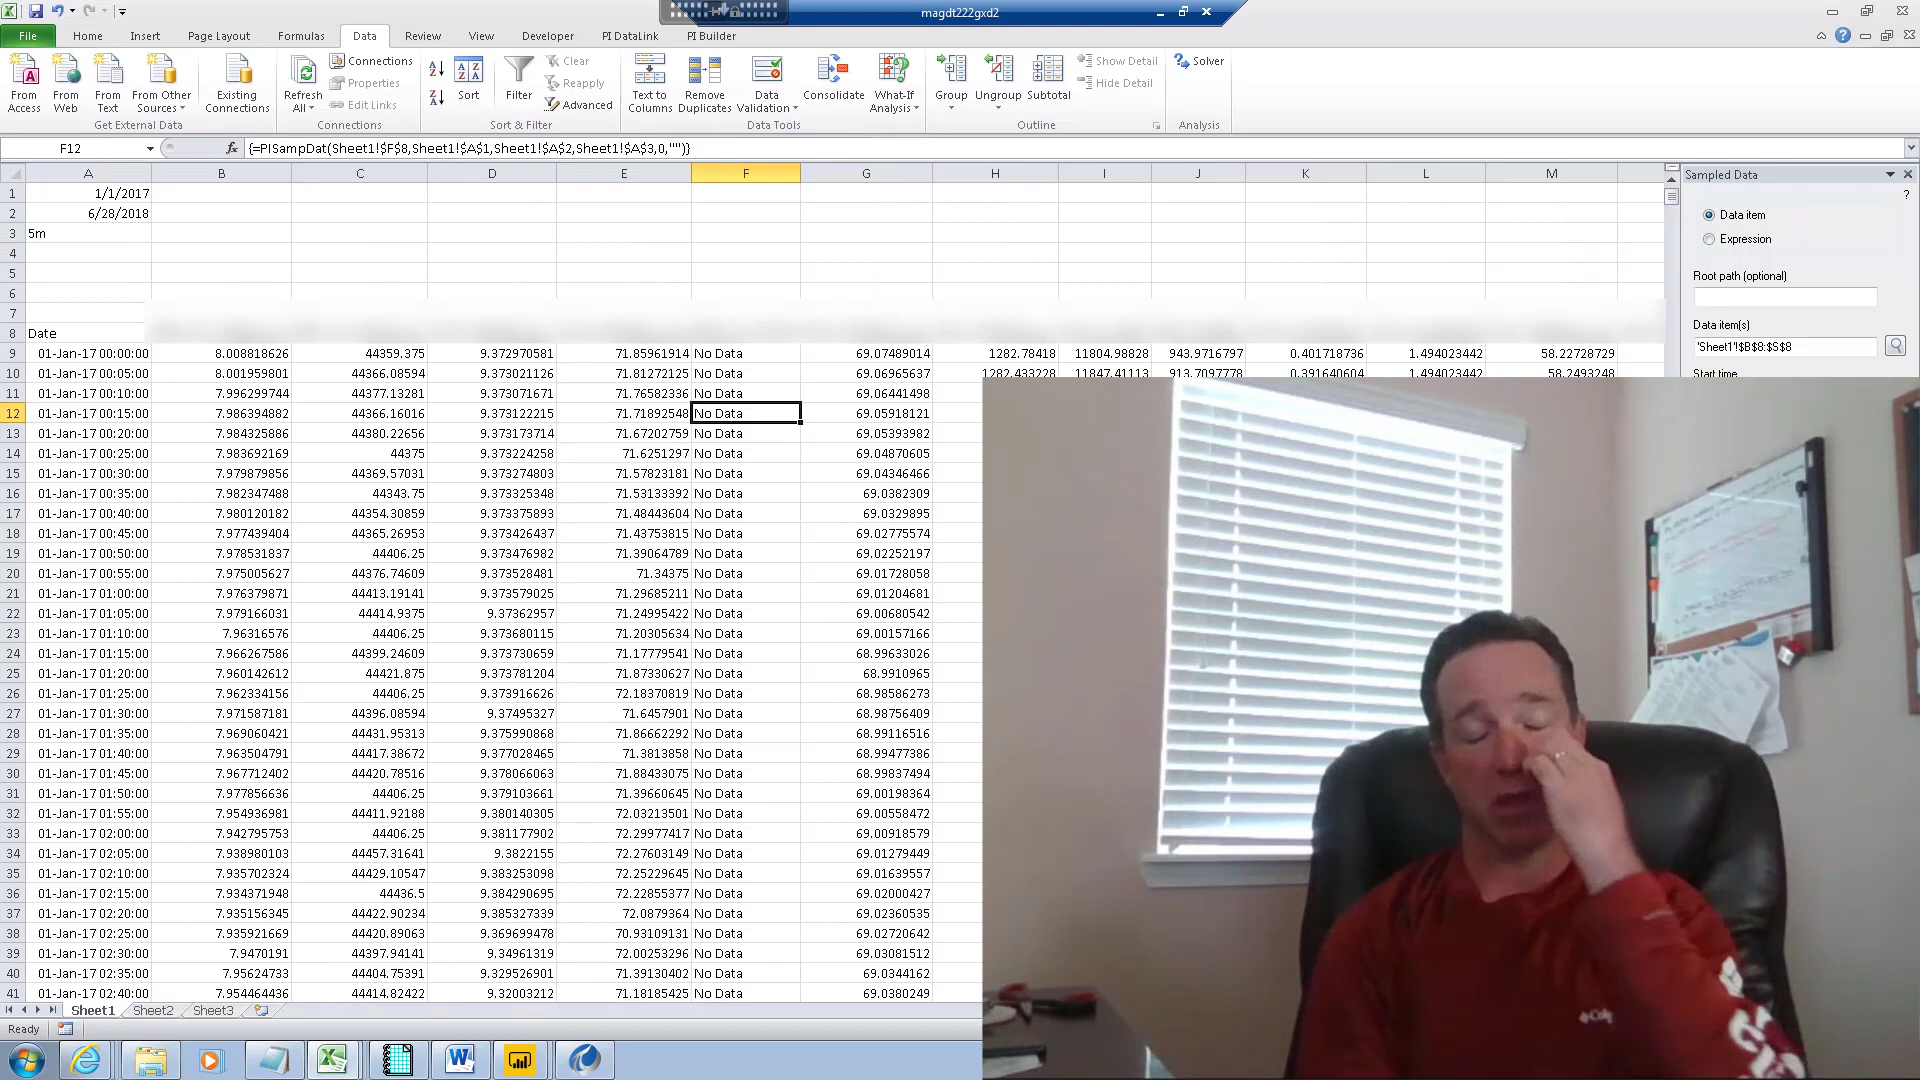 magdt222gxd2
File Home Insert Page Layout Formulas Data Review View Developer PI DataLink PI Builder
From Access From Web From Text From Other Sources Existing Connections Refresh All Connections Properties Edit Links Sort Filter Clear Reapply Advanced Text to Columns Remove Duplicates Data Validation Consolidate What-If Analysis Group Ungroup Subtotal Show Detail Hide Detail Solver
Get External Data Connections Sort & Filter Data Tools Outline Analysis
F12 fx {=PISampDat(Sheet1!$F$8,Sheet1!$A$1,Sheet1!$A$2,Sheet1!$A$3,0,"")}
A B C D E F G H I J K L M
1 1/1/2017
2 6/28/2018
3 5m
4
5
6
7
8 Date
9 01-Jan-17 00:00:00 8.008818626 44359.375 9.372970581 71.85961914 No Data 69.07489014 1282.78418 11804.98828 943.9716797 0.401718736 1.494023442 58.22728729
10 01-Jan-17 00:05:00 8.001959801 44366.08594 9.373021126 71.81272125 No Data 69.06965637 1282.433228 11847.41113 913.7097778 0.391640604 1.494023442 58.2493248
11 01-Jan-17 00:10:00 7.996299744 44377.13281 9.373071671 71.76582336 No Data 69.06441498
12 01-Jan-17 00:15:00 7.986394882 44366.16016 9.373122215 71.71892548 No Data 69.05918121
13 01-Jan-17 00:20:00 7.984325886 44380.22656 9.373173714 71.67202759 No Data 69.05393982
14 01-Jan-17 00:25:00 7.983692169 44375 9.373224258 71.6251297 No Data 69.04870605
15 01-Jan-17 00:30:00 7.979879856 44369.57031 9.373274803 71.57823181 No Data 69.04346466
16 01-Jan-17 00:35:00 7.982347488 44343.75 9.373325348 71.53133392 No Data 69.0382309
17 01-Jan-17 00:40:00 7.980120182 44354.30859 9.373375893 71.48443604 No Data 69.0329895
18 01-Jan-17 00:45:00 7.977439404 44365.26953 9.373426437 71.43753815 No Data 69.02775574
19 01-Jan-17 00:50:00 7.978531837 44406.25 9.373476982 71.39064789 No Data 69.02252197
20 01-Jan-17 00:55:00 7.975005627 44376.74609 9.373528481 71.34375 No Data 69.01728058
21 01-Jan-17 01:00:00 7.976379871 44413.19141 9.373579025 71.29685211 No Data 69.01204681
22 01-Jan-17 01:05:00 7.979166031 44414.9375 9.37362957 71.24995422 No Data 69.00680542
23 01-Jan-17 01:10:00 7.96316576 44406.25 9.373680115 71.20305634 No Data 69.00157166
24 01-Jan-17 01:15:00 7.966267586 44399.24609 9.373730659 71.17779541 No Data 68.99633026
25 01-Jan-17 01:20:00 7.960142612 44421.875 9.373781204 71.87330627 No Data 68.9910965
26 01-Jan-17 01:25:00 7.962334156 44406.25 9.373916626 72.18370819 No Data 68.98586273
27 01-Jan-17 01:30:00 7.971587181 44396.08594 9.37495327 71.6457901 No Data 68.98756409
28 01-Jan-17 01:35:00 7.969060421 44431.95313 9.375990868 71.86662292 No Data 68.99116516
29 01-Jan-17 01:40:00 7.963504791 44417.38672 9.377028465 71.3813858 No Data 68.99477386
30 01-Jan-17 01:45:00 7.967712402 44420.78516 9.378066063 71.88433075 No Data 68.99837494
31 01-Jan-17 01:50:00 7.977856636 44406.25 9.379103661 71.39660645 No Data 69.00198364
32 01-Jan-17 01:55:00 7.954936981 44411.92188 9.380140305 72.03213501 No Data 69.00558472
33 01-Jan-17 02:00:00 7.942795753 44406.25 9.381177902 72.29977417 No Data 69.00918579
34 01-Jan-17 02:05:00 7.938980103 44457.31641 9.3822155 72.27603149 No Data 69.01279449
35 01-Jan-17 02:10:00 7.935702324 44429.10547 9.383253098 72.25229645 No Data 69.01639557
36 01-Jan-17 02:15:00 7.934371948 44436.5 9.384290695 72.22855377 No Data 69.02000427
37 01-Jan-17 02:20:00 7.935156345 44422.90234 9.385327339 72.0879364 No Data 69.02360535
38 01-Jan-17 02:25:00 7.935921669 44420.89063 9.369699478 70.93109131 No Data 69.02720642
39 01-Jan-17 02:30:00 7.9470191 44397.94141 9.34961319 72.00253296 No Data 69.03081512
40 01-Jan-17 02:35:00 7.95624733 44404.75391 9.329526901 71.39130402 No Data 69.0344162
41 01-Jan-17 02:40:00 7.954464436 44414.82422 9.32003212 71.18185425 No Data 69.0380249
Sheet1 Sheet2 Sheet3
Ready
Sampled Data
?
Data item
Expression
Root path (optional)
Data item(s)
'Sheet1'!$B$8:$S$8
Start time